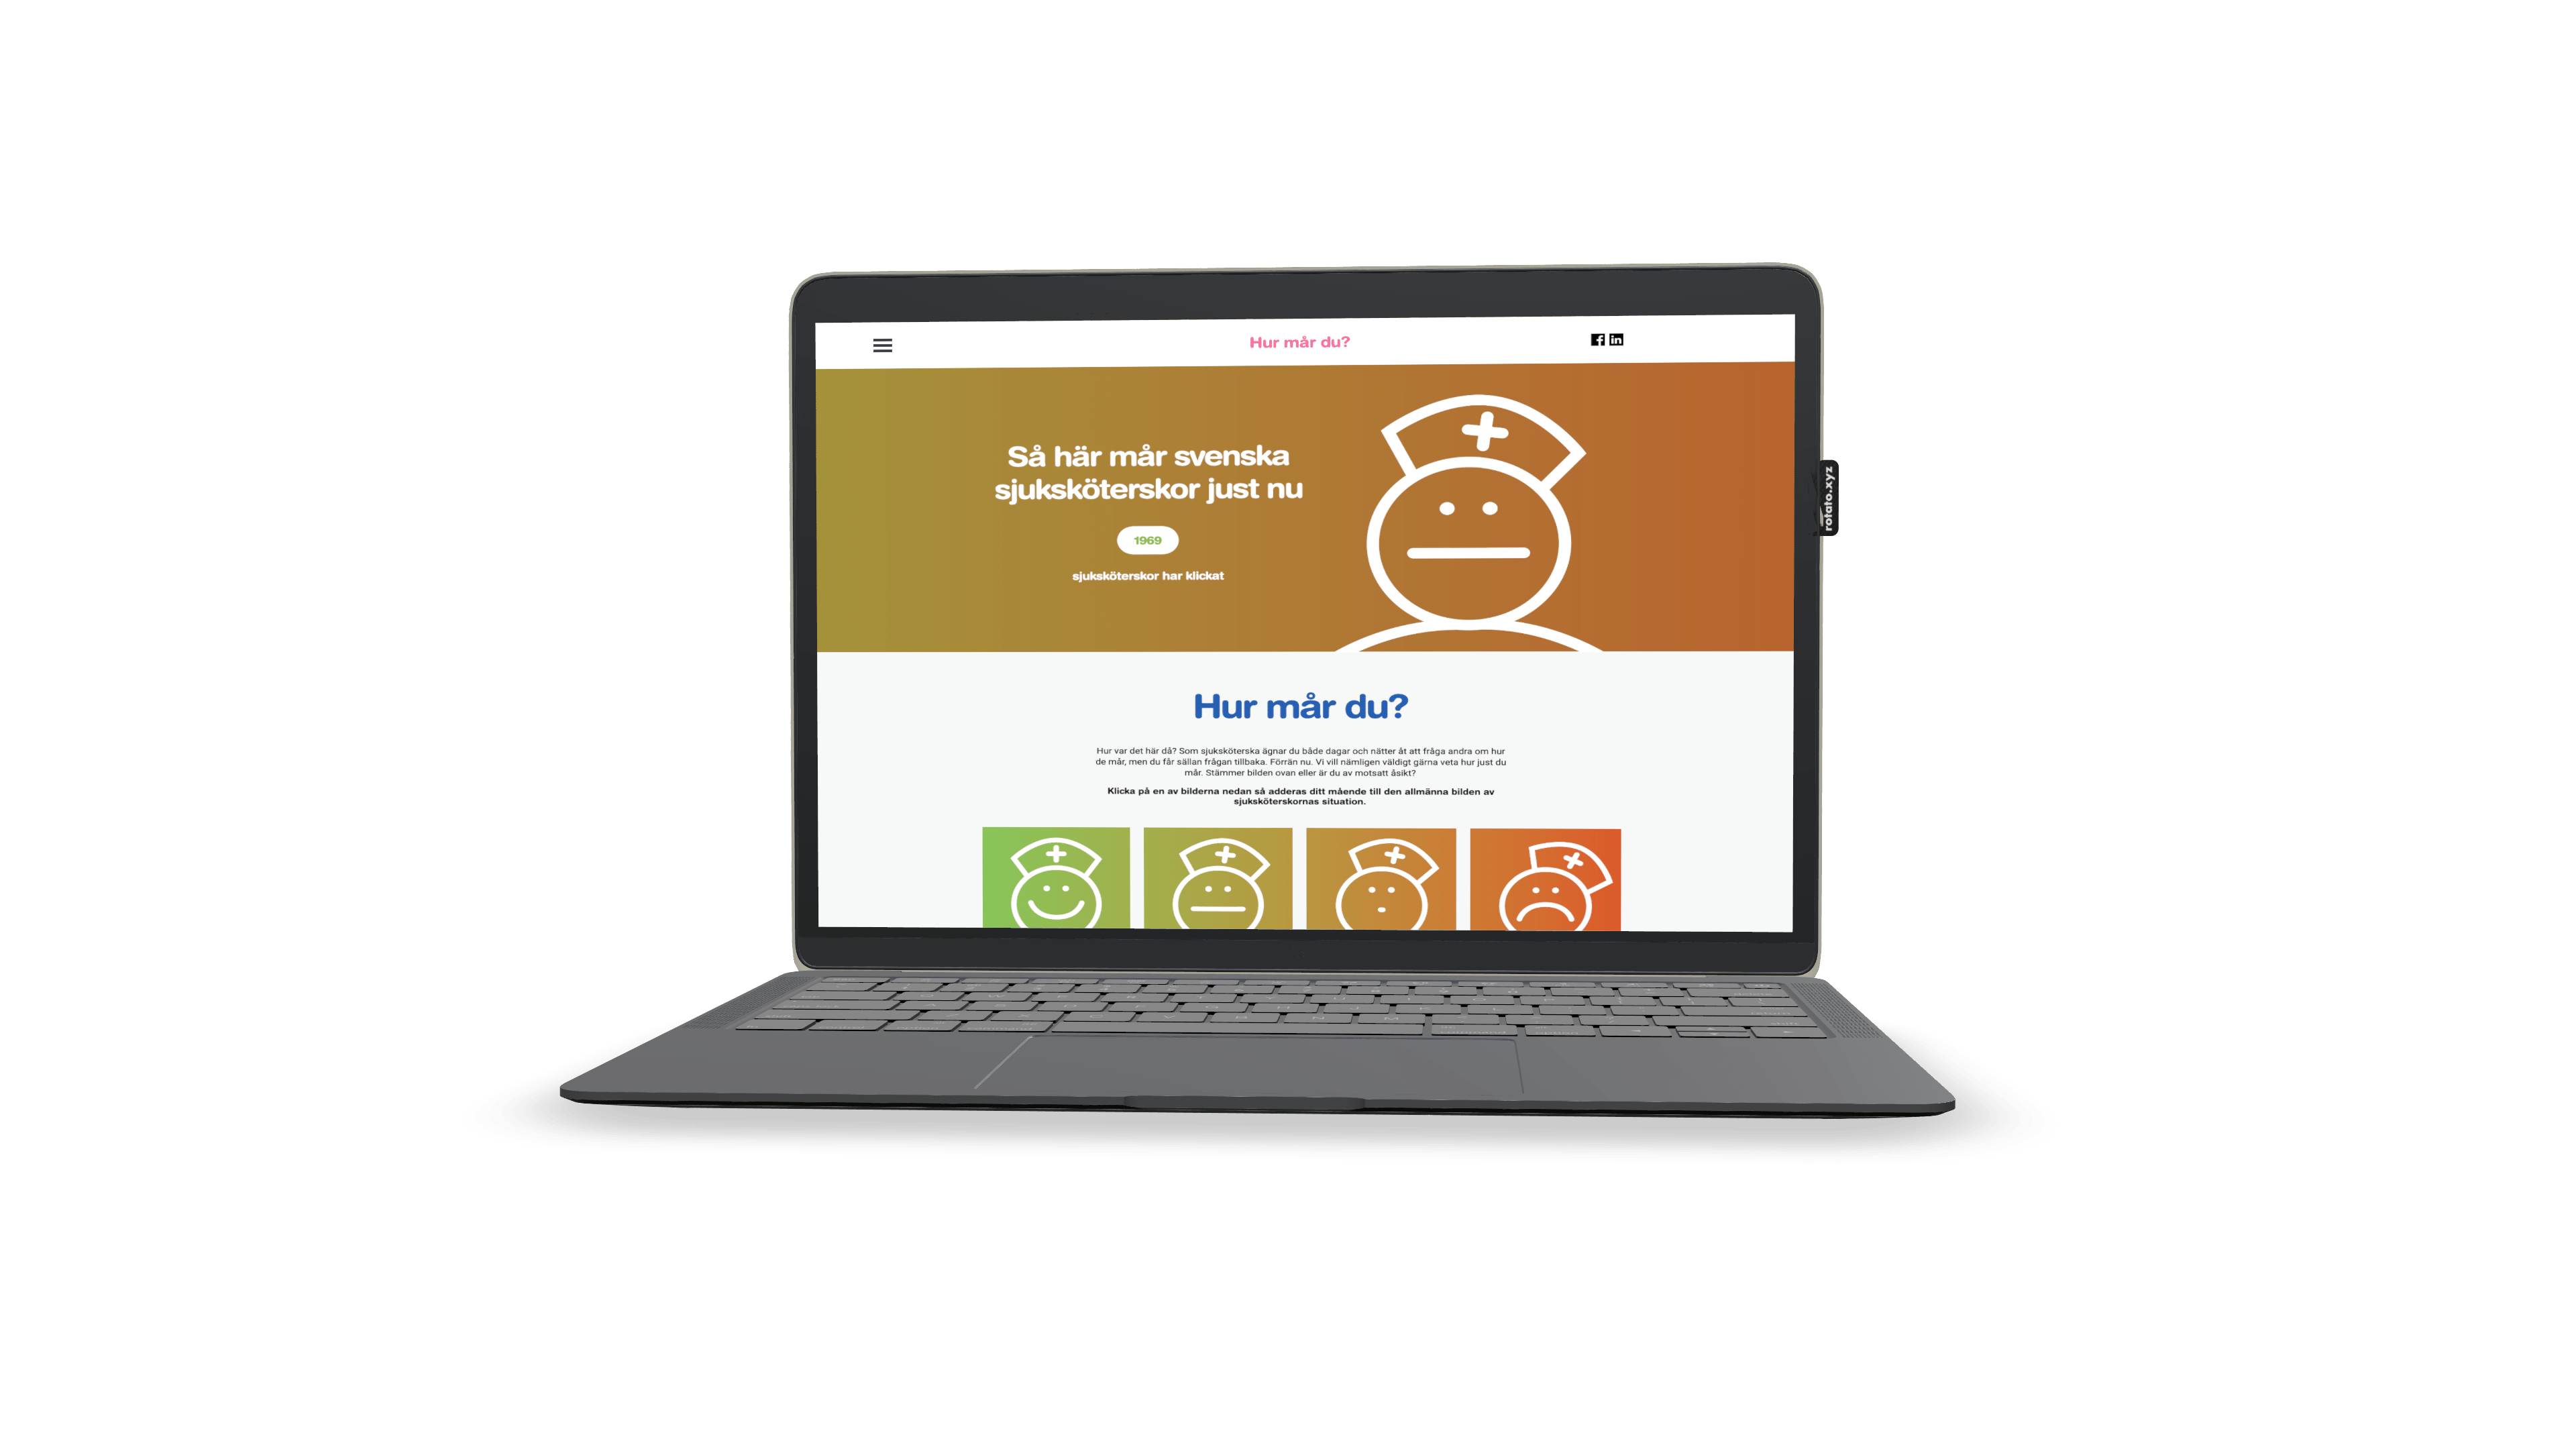 Hur mår du?
Så här mår svenska
sjuksköterskor just nu
1969
sjuksköterskor har klickat
rotato.xyz
Hur mår du?
Hur var det här då? Som sjuksköterska ägnar du både dagar och nätter åt att fråga andra om hur
de mår, men du får sällan frågan tillbaka. Förrän nu. Vi vill nämligen väldigt gärna veta hur just du
mår. Stämmer bilden ovan eller är du av motsatt åsikt?
Klicka på en av bilderna nedan så adderas ditt mående till den allmänna bilden av
sjuksköterskornas situation.